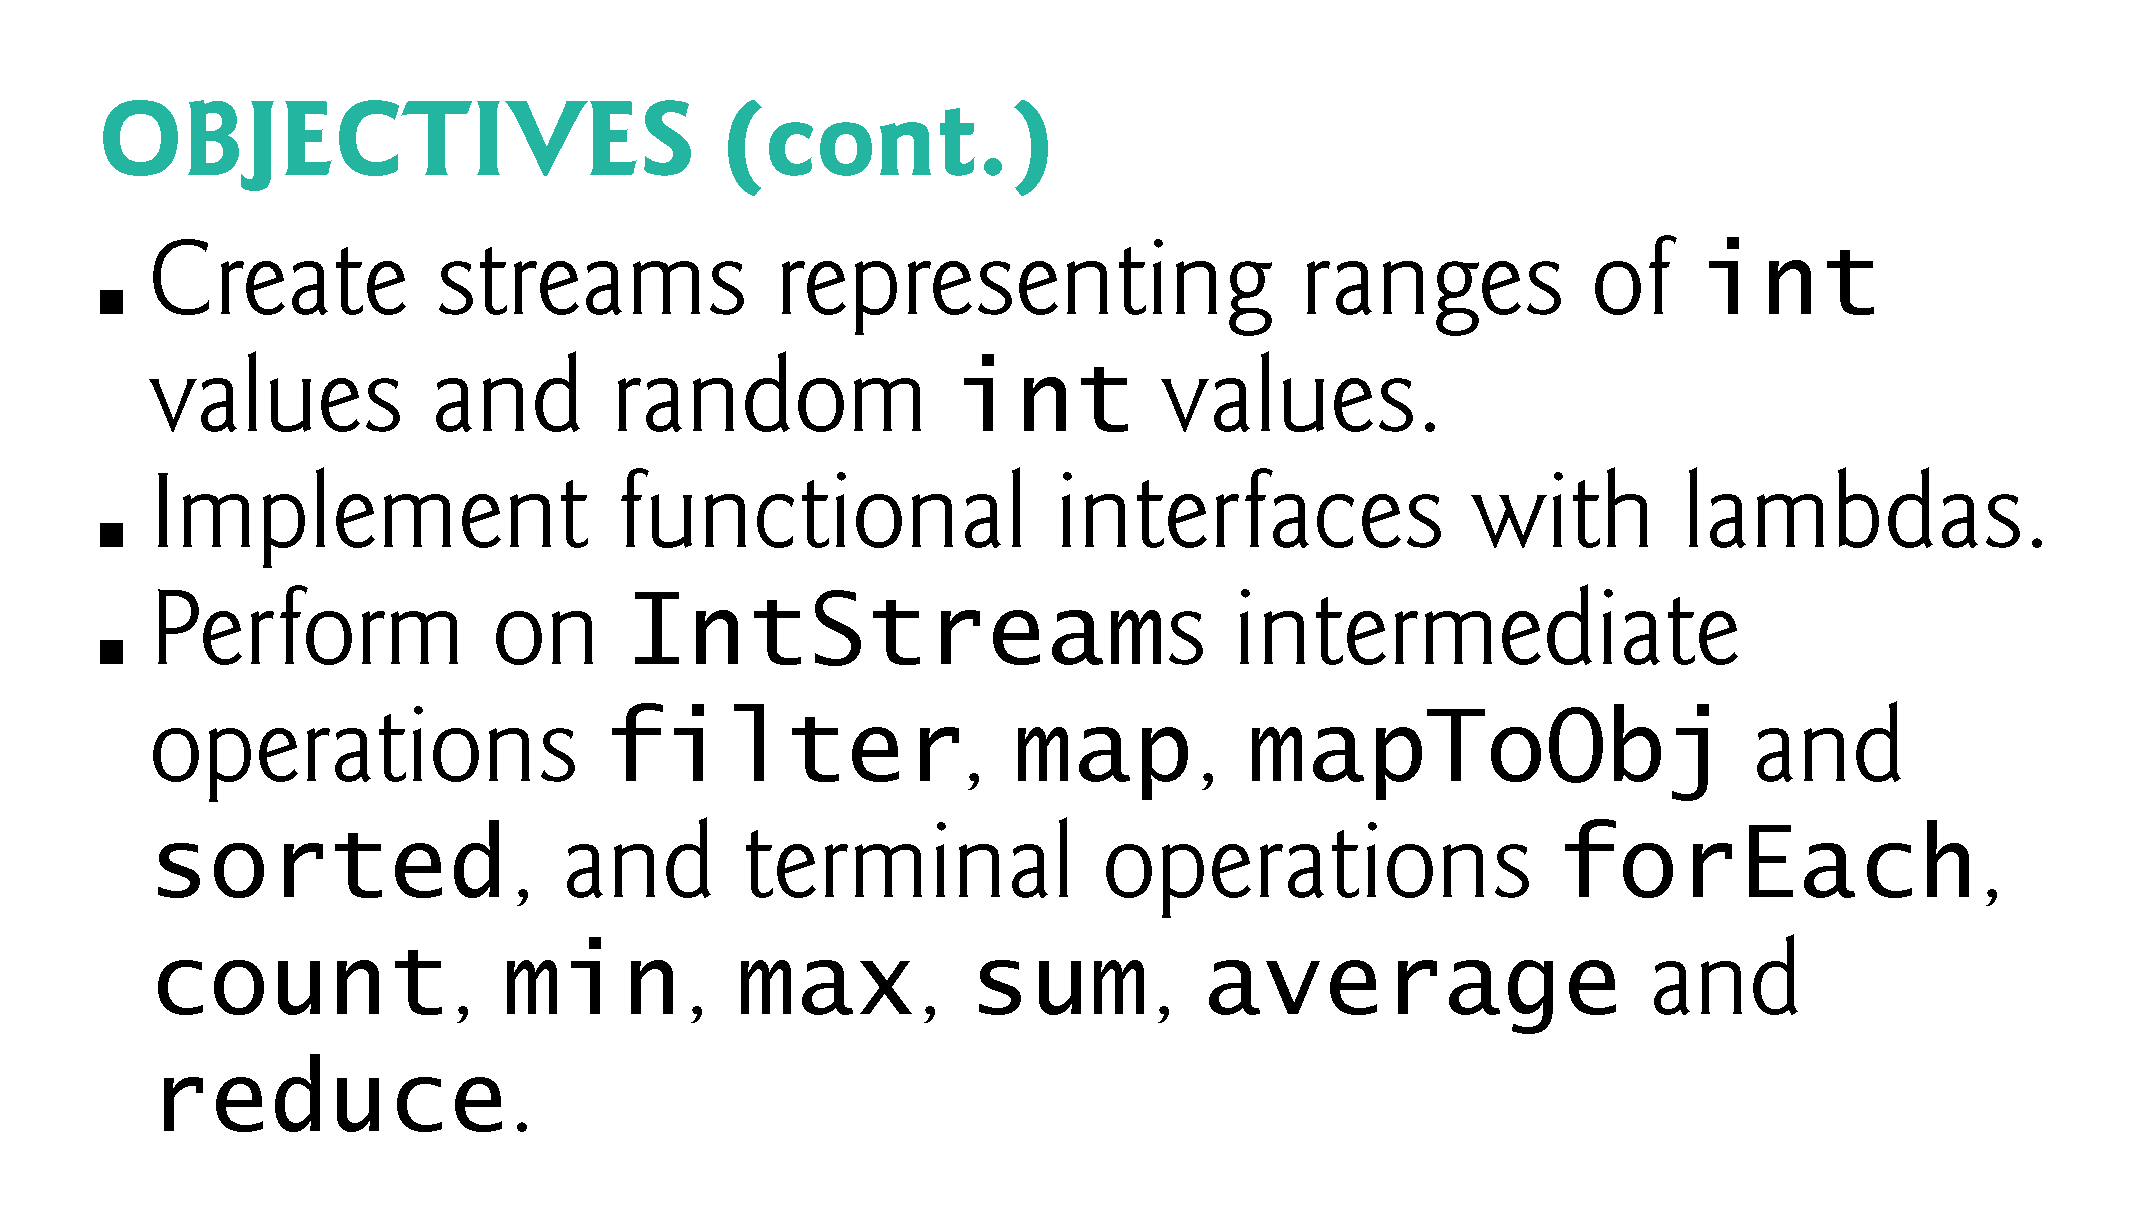 OBJECTIVES (cont.)
▪ Create streams representing ranges of int
values and random int values.
▪ Implement functional interfaces with lambdas.
▪ Perform on IntStreams intermediate
operations filter, map, mapToObj and
sorted, and terminal operations forEach,
count, min, max, sum, average and
reduce.